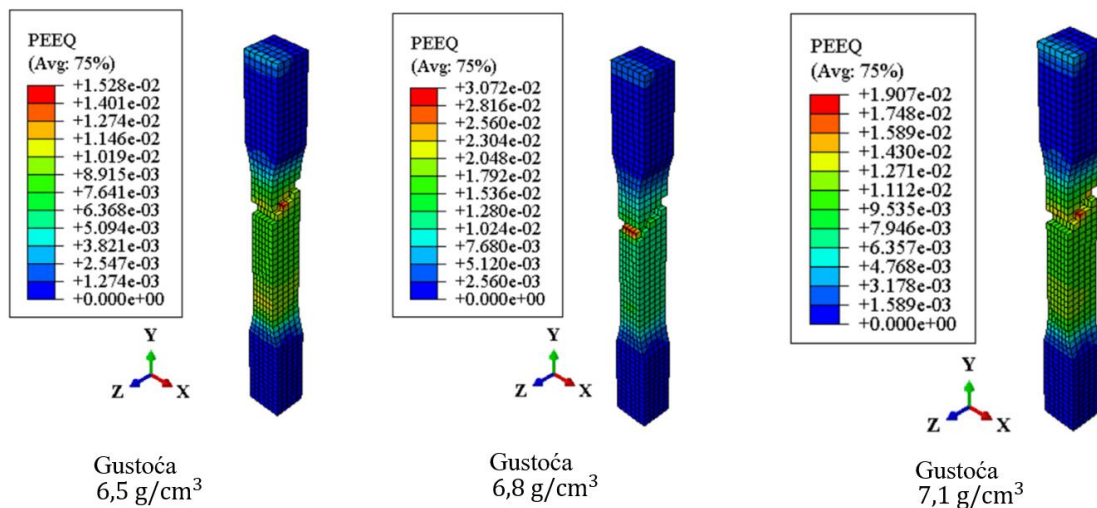 PEEQ
(Avg: 75%)
+1.528e-02
+1.401e-02
+1.274e-02
+1.146e-02
+1.019e-02
+8.915e-03
+7.641e-03
+6.368e-03
+5.094e-03
+3.821e-03
+2.547e-03
+1.274e-03
+0.000e+00
Y
Z
X
Gustoća
6,5 g/cm³
PEEQ
(Avg: 75%)
+3.072e-02
+2.816e-02
+2.560e-02
+2.304e-02
+2.048e-02
+1.792e-02
+1.536e-02
+1.280e-02
+1.024e-02
+7.680e-03
+5.120e-03
+2.560e-03
+0.000e+00
Y
Z
X
Gustoća
6,8 g/cm³
PEEQ
(Avg: 75%)
+1.907e-02
+1.748e-02
+1.589e-02
+1.430e-02
+1.271e-02
+1.112e-02
+9.535e-03
+7.946e-03
+6.357e-03
+4.768e-03
+3.178e-03
+1.589e-03
+0.000e+00
Y
Z
X
Gustoća
7,1 g/cm³